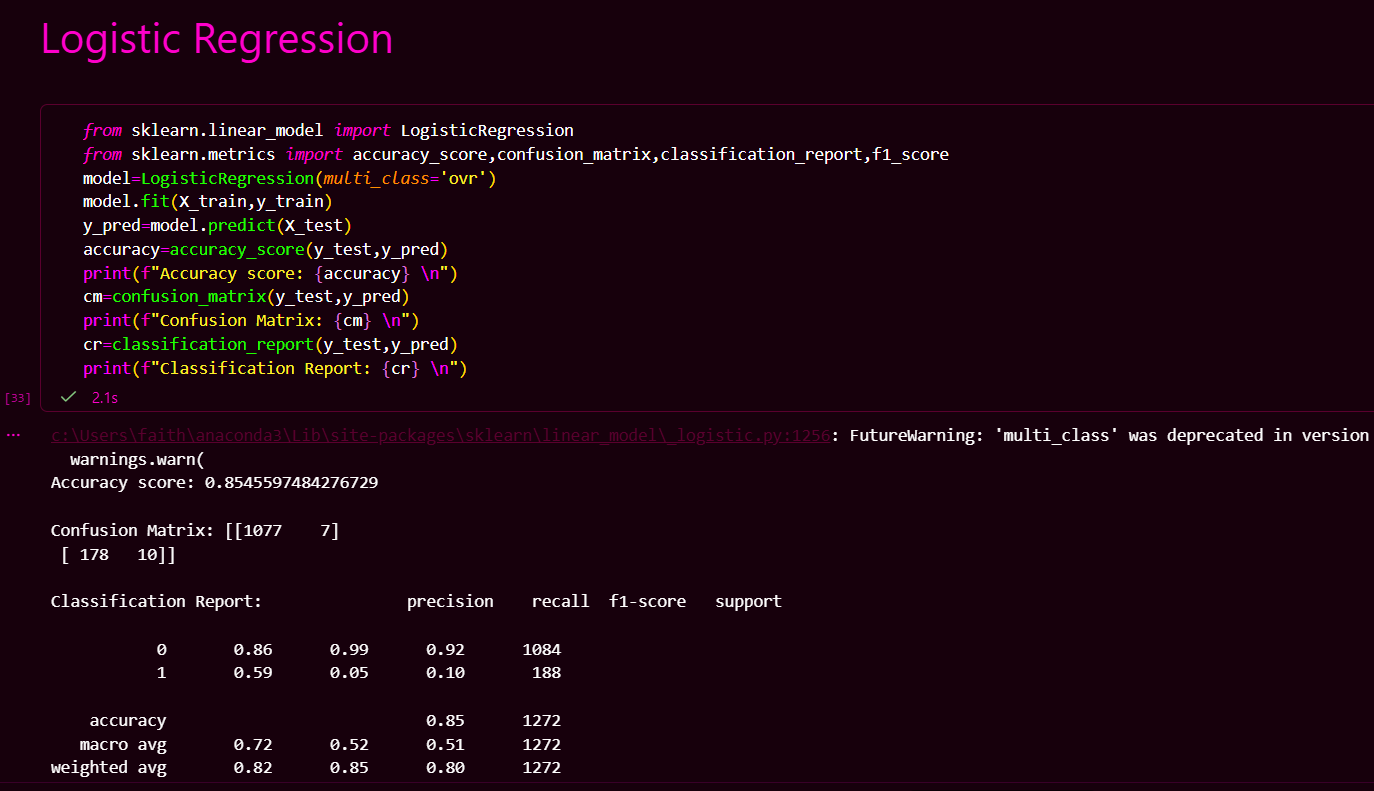 Logistic Regression
from sklearn.linear_model import LogisticRegression
from sklearn.metrics import accuracy_score,confusion_matrix,classification_report,f1_score
model=LogisticRegression(multi_class='ovr')
model.fit(X_train,y_train)
y_pred=model.predict(X_test)
accuracy=accuracy_score(y_test,y_pred)
print(f"Accuracy score: {accuracy} \n")
cm=confusion_matrix(y_test,y_pred)
print(f"Confusion Matrix: {cm} \n")
cr=classification_report(y_test,y_pred)
print(f"Classification Report: {cr} \n")
[33] ✓ 2.1s
... c:\Users\faith\anaconda3\Lib\site-packages\sklearn\linear_model\_logistic.py:1256: FutureWarning: 'multi_class' was deprecated in version
  warnings.warn(
Accuracy score: 0.8545597484276729
Confusion Matrix: [[1077    7]
 [ 178   10]]
Classification Report:               precision    recall  f1-score   support
           0       0.86      0.99      0.92      1084
           1       0.59      0.05      0.10       188
    accuracy                           0.85      1272
   macro avg       0.72      0.52      0.51      1272
weighted avg       0.82      0.85      0.80      1272